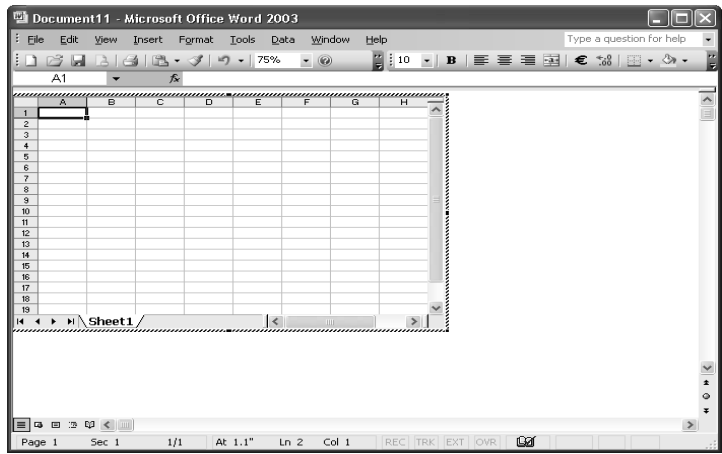 Document11 - Microsoft Office Word 2003
File Edit View Insert Format Tools Data Window Help Type a question for help
75% 10 B € .00
A1 fx
A B C D E F G H
1
2
3
4
5
6
7
8
9
10
11
12
13
14
15
16
17
18
19
Sheet1
Page 1 Sec 1 1/1 At 1.1" Ln 2 Col 1 REC TRK EXT OVR